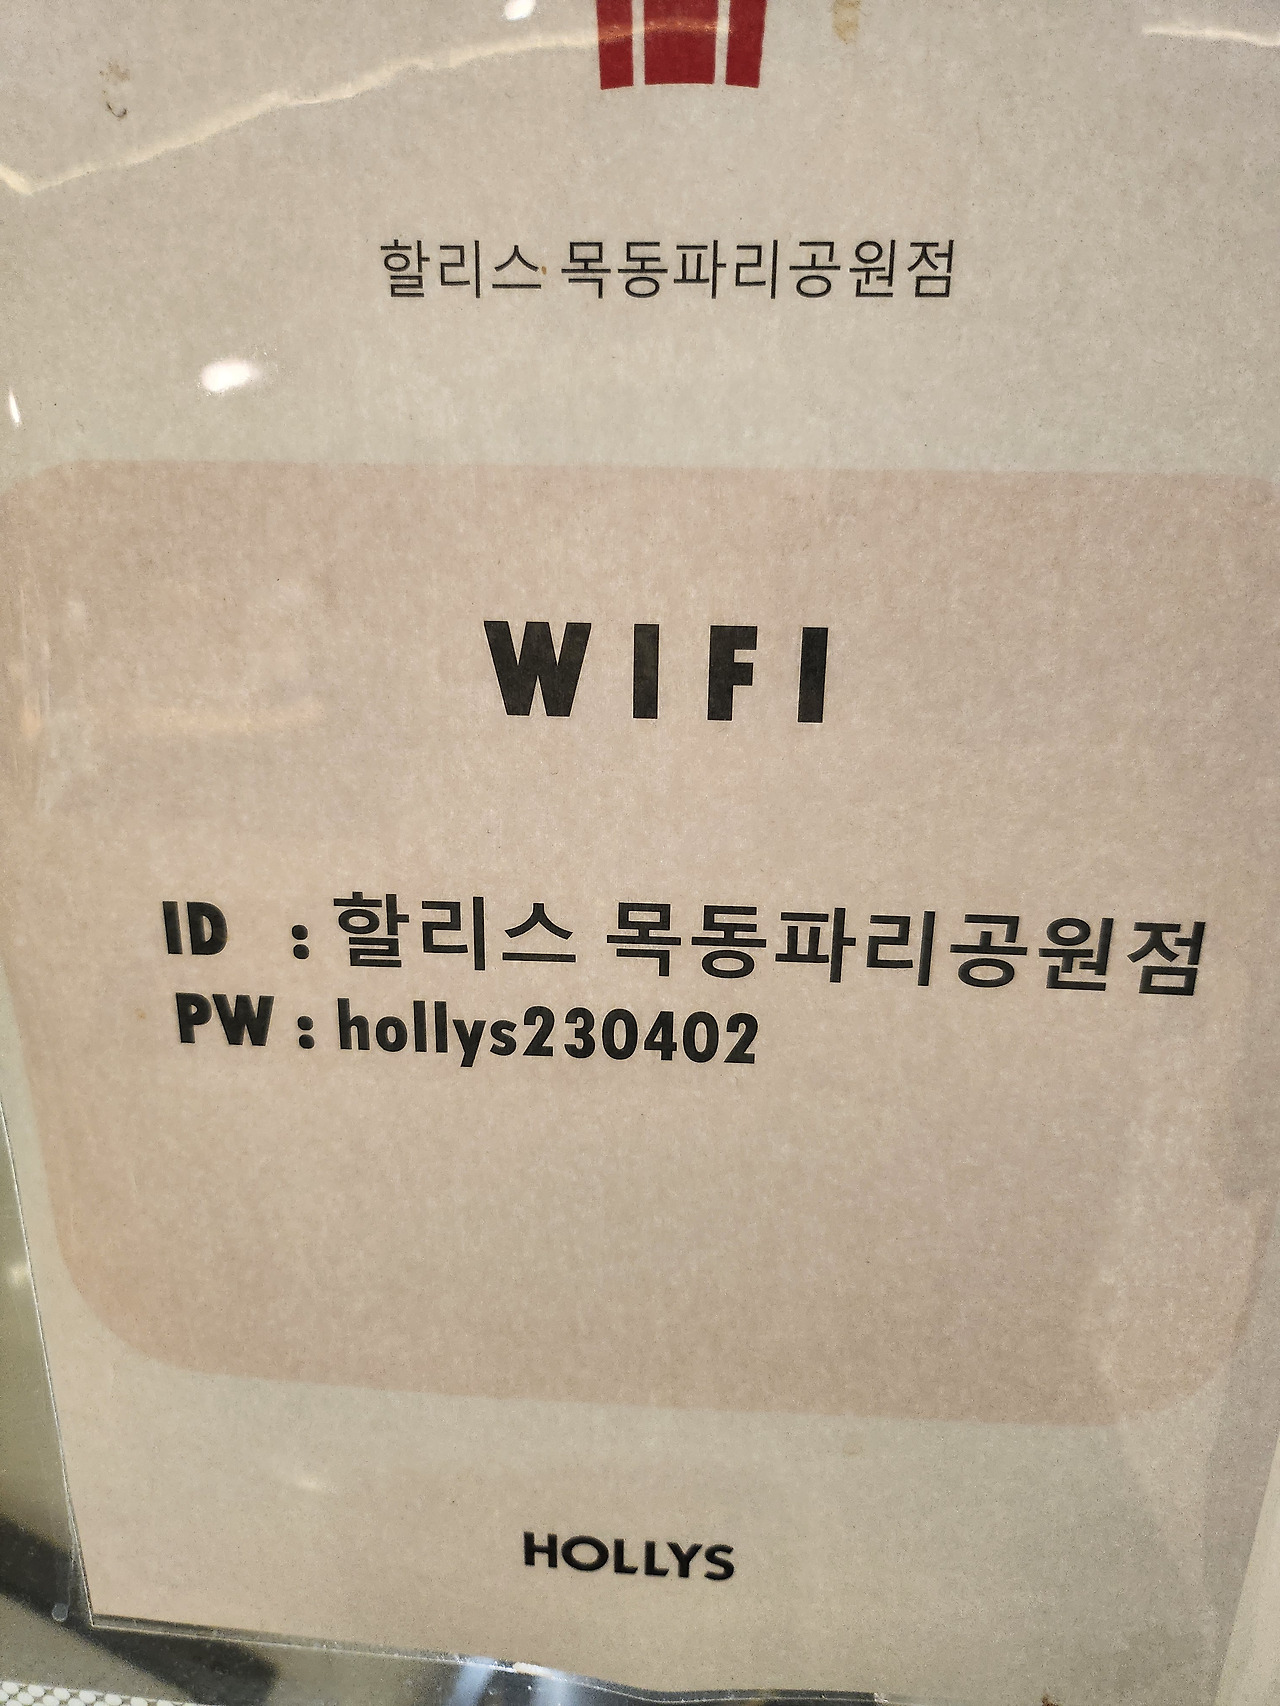 할리스 목동파리공원점
WIFI
ID : 할리스 목동파리공원점
PW : hollys230402
HOLLYS